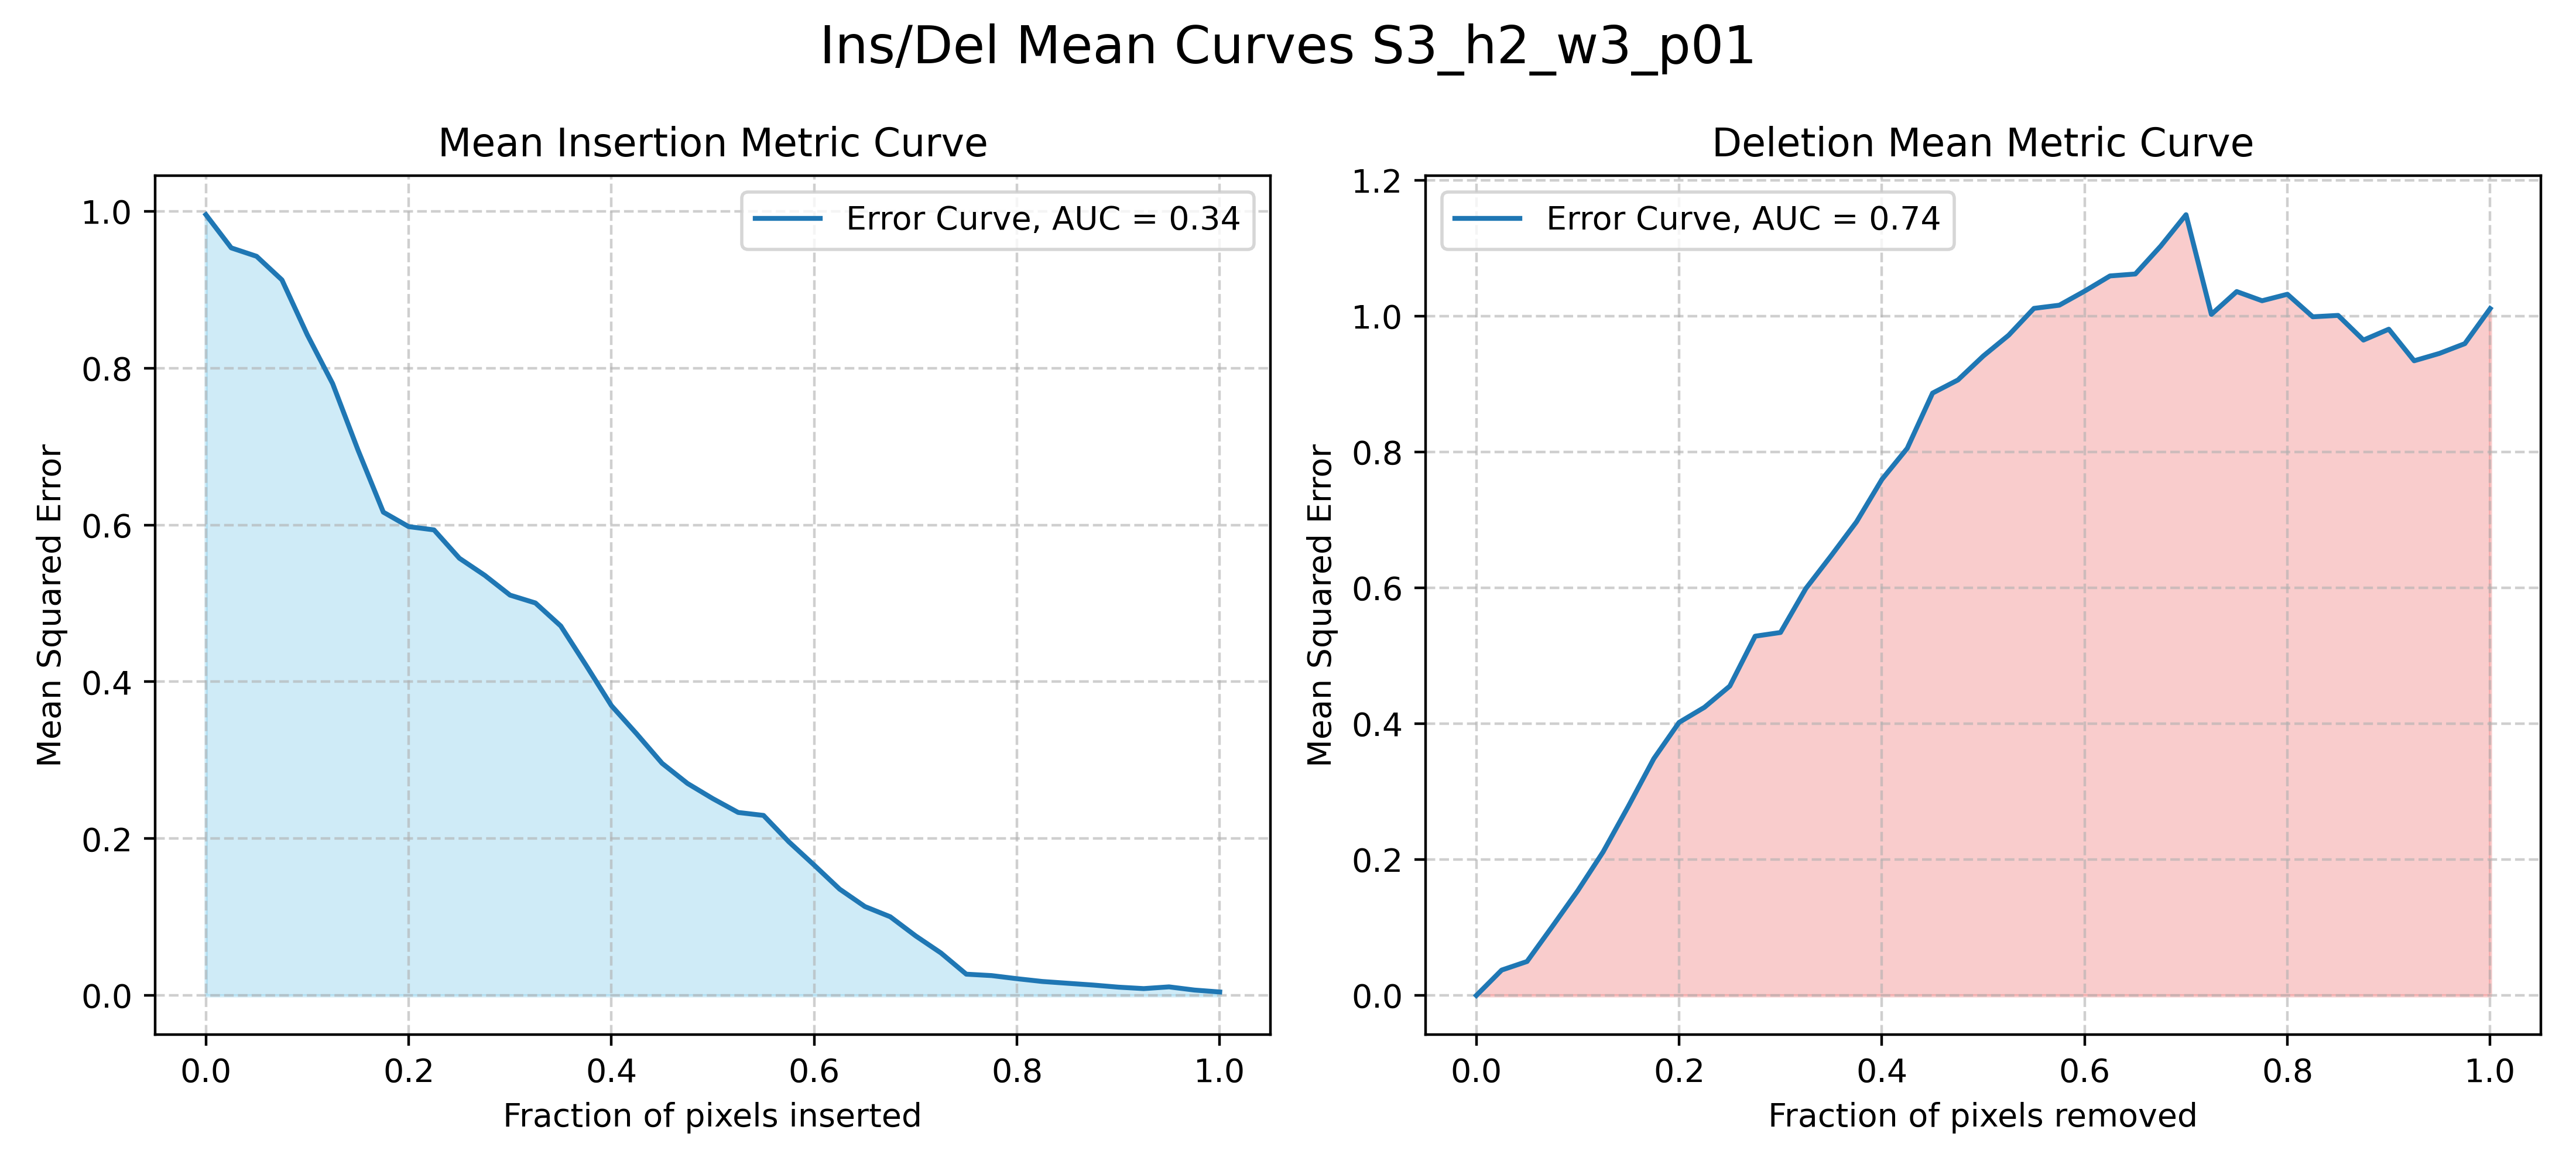 Ins/Del Mean Curves S3_h2_w3_p01
Mean Insertion Metric Curve
Error Curve, AUC = 0.34
Mean Squared Error
1.0
0.8
0.6
0.4
0.2
0.0
0.0 0.2 0.4 0.6 0.8 1.0
Fraction of pixels inserted
Deletion Mean Metric Curve
Error Curve, AUC = 0.74
Mean Squared Error
1.2
1.0
0.8
0.6
0.4
0.2
0.0
0.0 0.2 0.4 0.6 0.8 1.0
Fraction of pixels removed